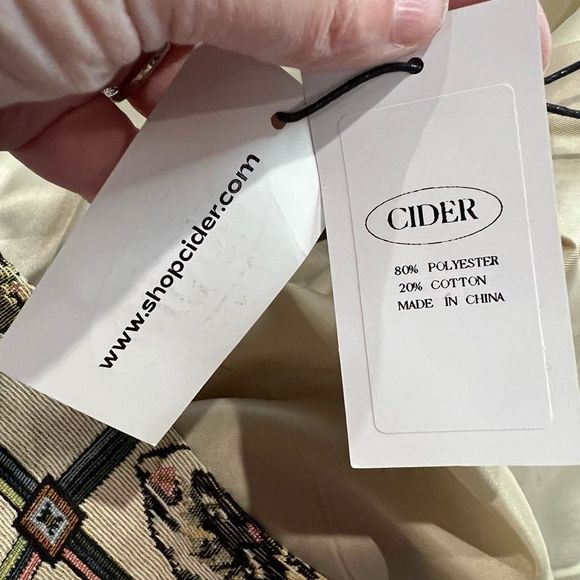 www.shopcider.com
CIDER
80% POLYESTER
20% COTTON
MADE IN CHINA